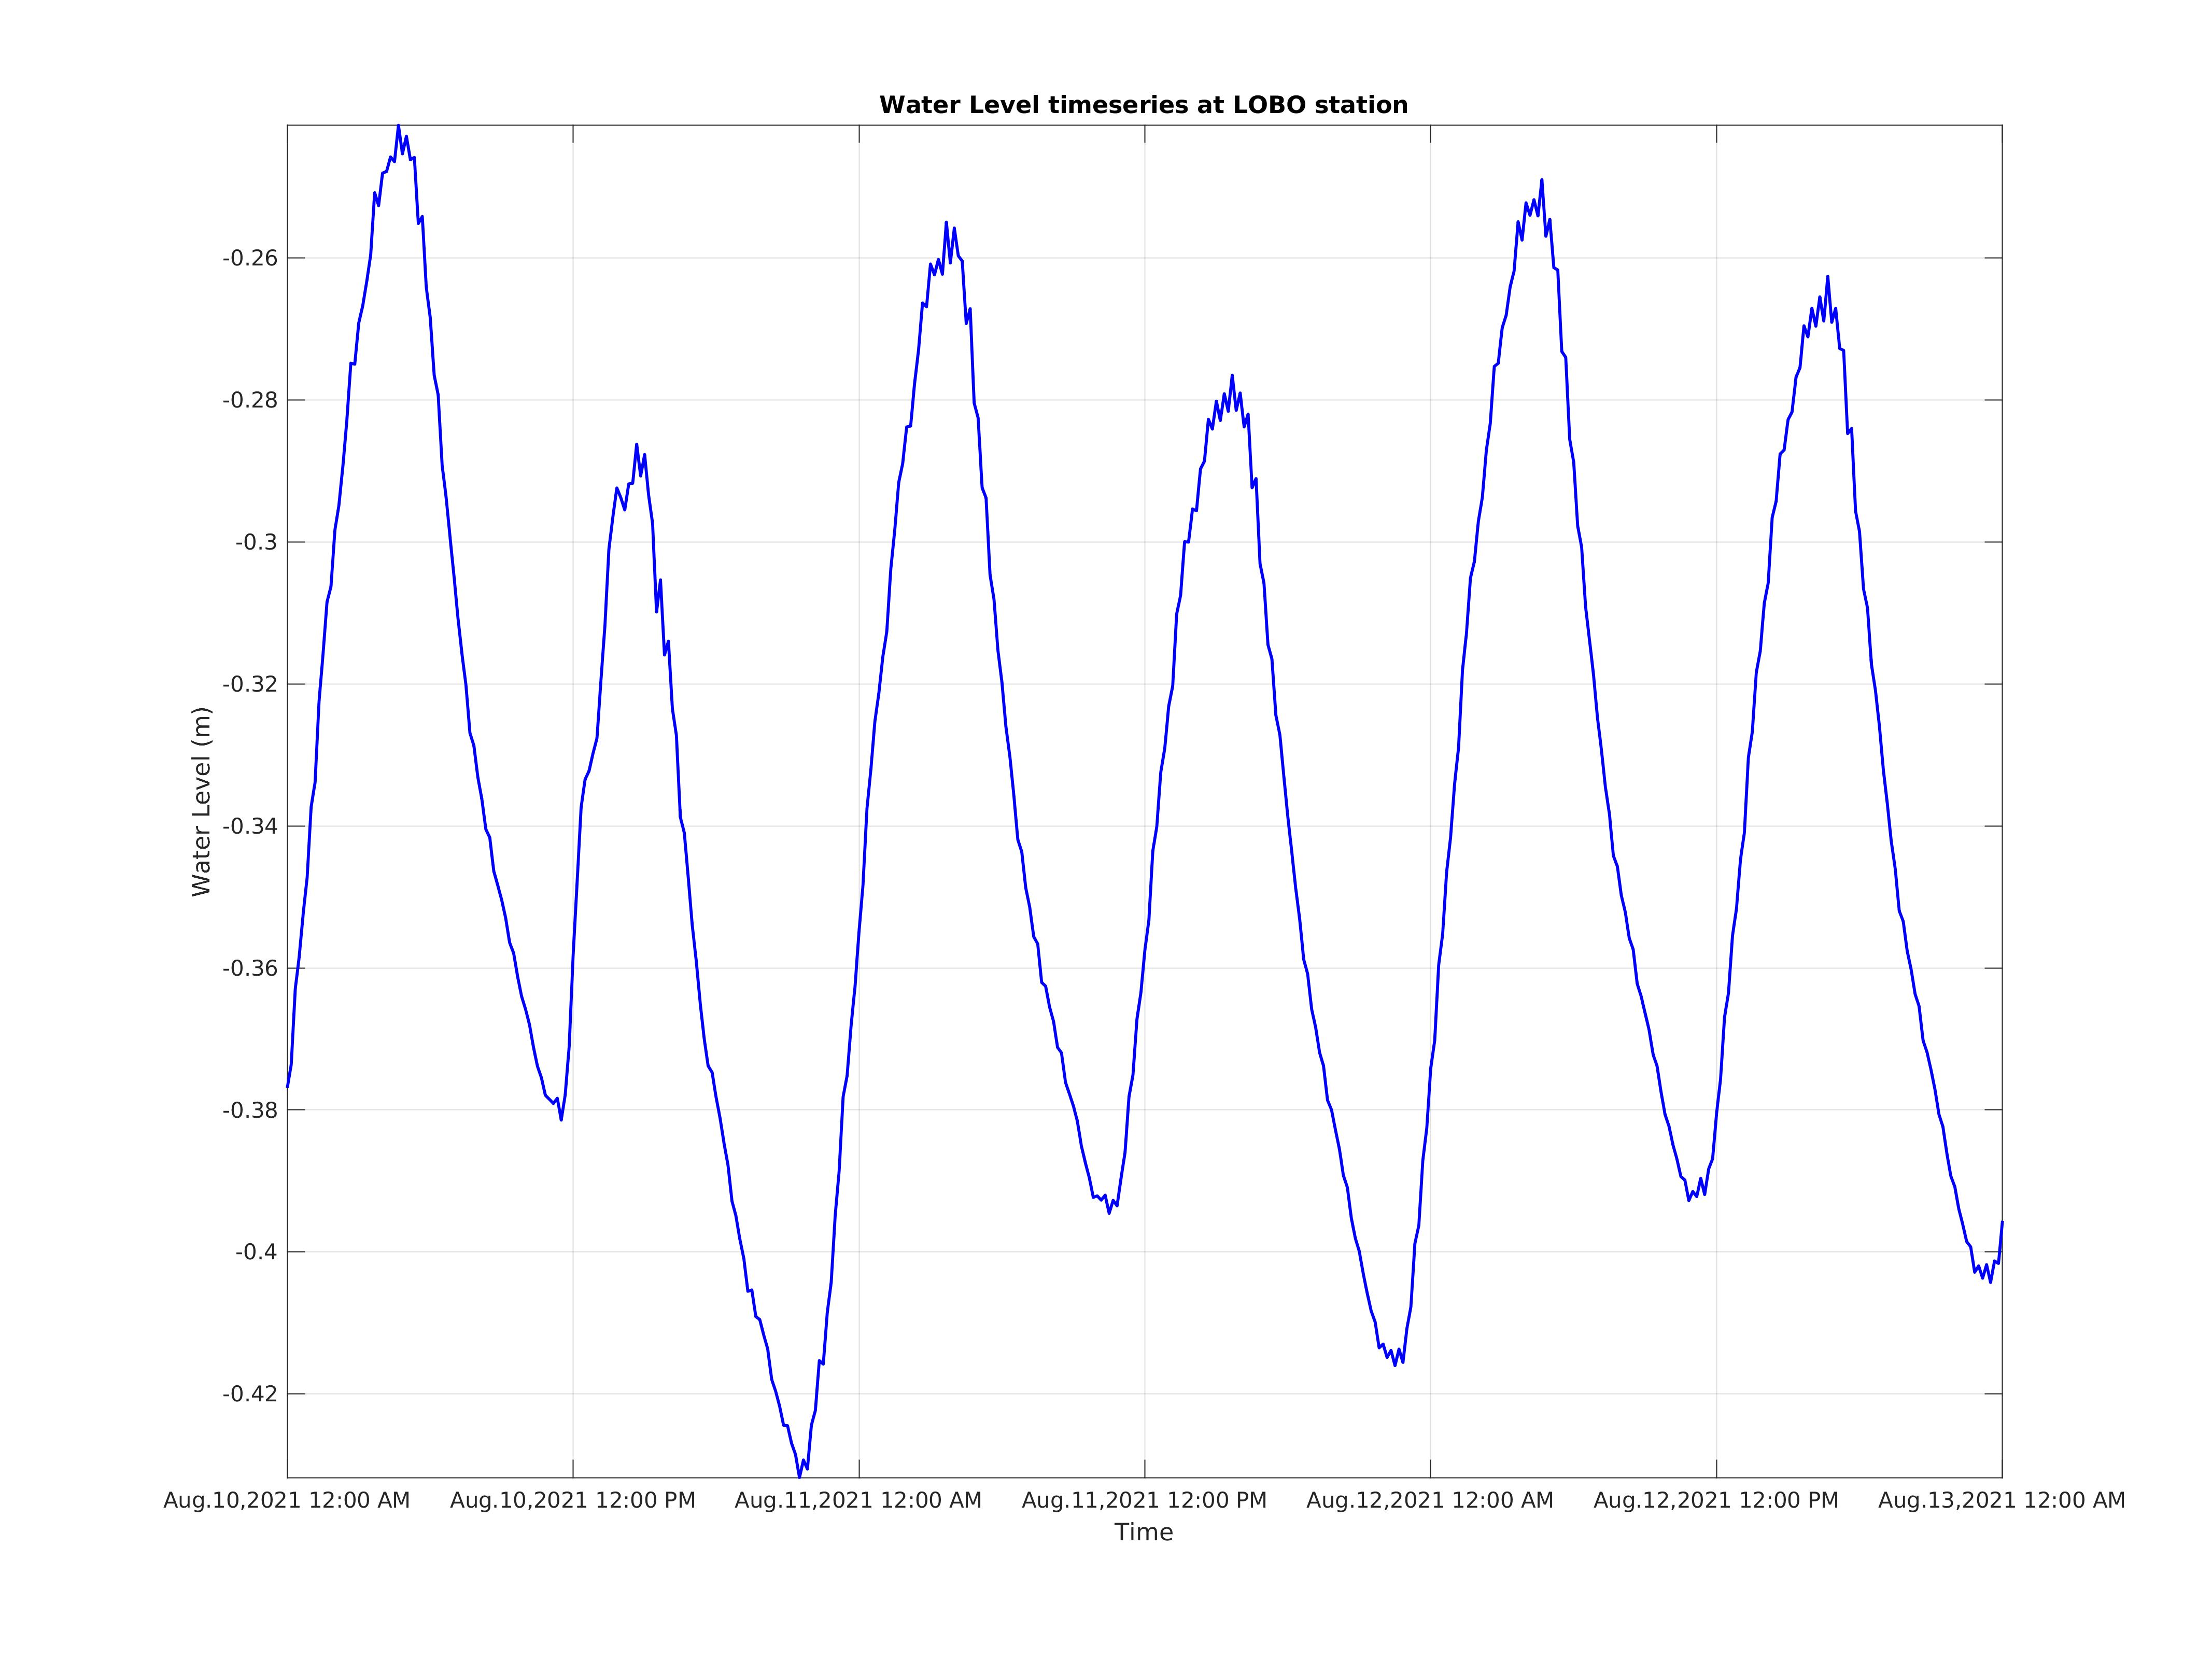 Water Level timeseries at LOBO station
-0.26
-0.28
-0.3
-0.32
-0.34
-0.36
-0.38
-0.4
-0.42
Water Level (m)
Aug.10,2021 12:00 AM Aug.10,2021 12:00 PM Aug.11,2021 12:00 AM Aug.11,2021 12:00 PM Aug.12,2021 12:00 AM Aug.12,2021 12:00 PM Aug.13,2021 12:00 AM
Time